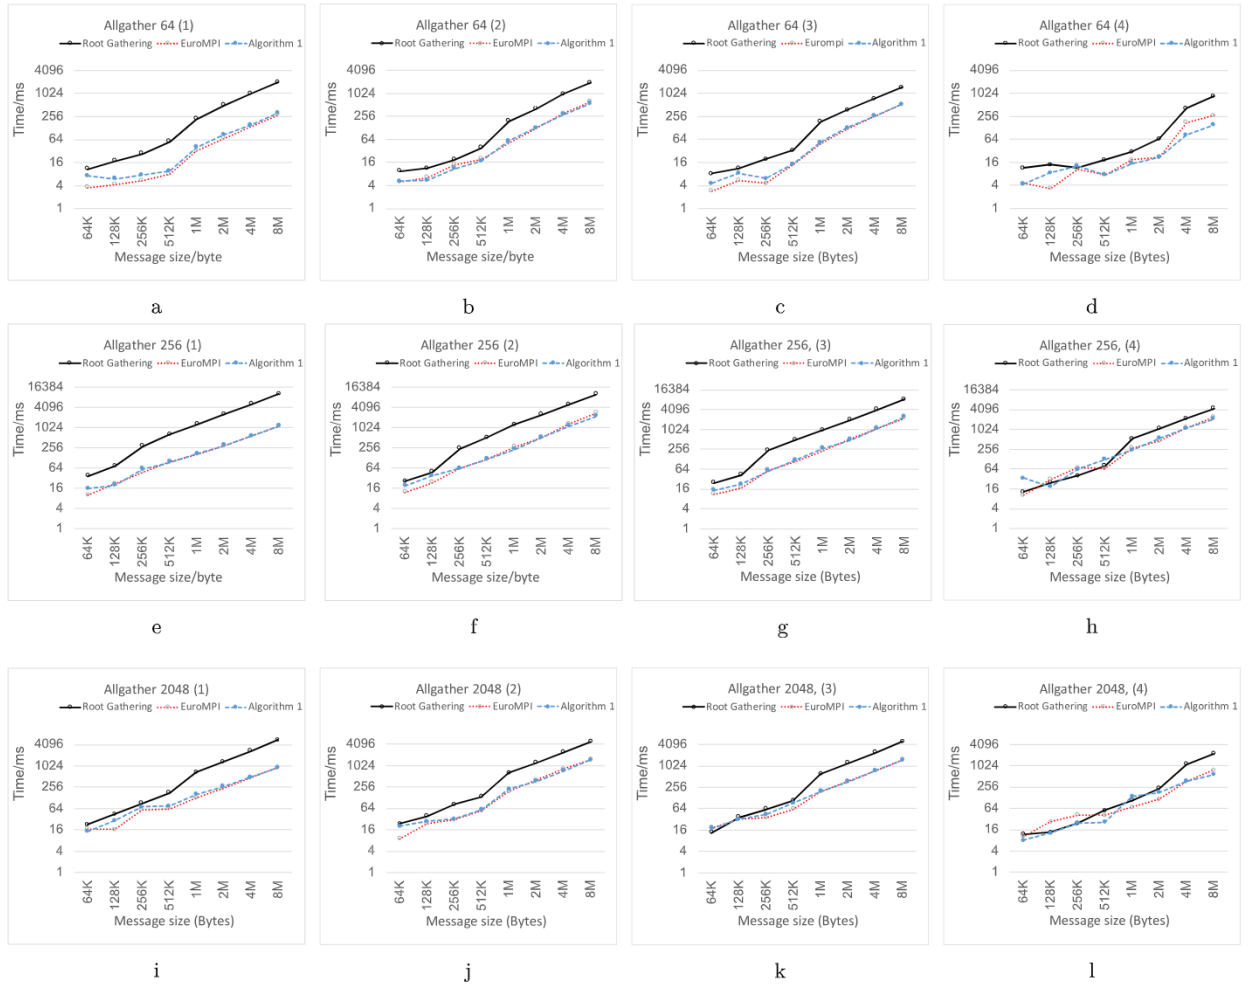 Allgather 64 (1)
Root Gathering EuroMPI Algorithm 1
Time/ms
4096
1024
256
64
16
4
1
64K 128K 256K 512K 1M 2M 4M 8M
Message size/byte
a
Allgather 64 (2)
Root Gathering EuroMPI Algorithm 1
Time/ms
4096
1024
256
64
16
4
1
64K 128K 256K 512K 1M 2M 4M 8M
Message size/byte
b
Allgather 64 (3)
Root Gathering Eurompi Algorithm 1
Time/ms
4096
1024
256
64
16
4
1
64K 128K 256K 512K 1M 2M 4M 8M
Message size (Bytes)
c
Allgather 64 (4)
Root Gathering EuroMPI Algorithm 1
Time/ms
4096
1024
256
64
16
4
1
64K 128K 256K 512K 1M 2M 4M 8M
Message size (Bytes)
d
Allgather 256 (1)
Root Gathering EuroMPI Algorithm 1
Time/ms
16384
4096
1024
256
64
16
4
1
64K 128K 256K 512K 1M 2M 4M 8M
Message size/byte
e
Allgather 256 (2)
Root Gathering EuroMPI Algorithm 1
Time/ms
16384
4096
1024
256
64
16
4
1
64K 128K 256K 512K 1M 2M 4M 8M
Message size/byte
f
Allgather 256, (3)
Root Gathering EuroMPI Algorithm 1
Time/ms
16384
4096
1024
256
64
16
4
1
64K 128K 256K 512K 1M 2M 4M 8M
Message size (Bytes)
g
Allgather 256, (4)
Root Gathering EuroMPI Algorithm 1
Time/ms
16384
4096
1024
256
64
16
4
1
64K 128K 256K 512K 1M 2M 4M 8M
Message size (Bytes)
h
Allgather 2048 (1)
Root Gathering EuroMPI Algorithm 1
Time/ms
4096
1024
256
64
16
4
1
64K 128K 256K 512K 1M 2M 4M 8M
Message size (Bytes)
i
Allgather 2048 (2)
Root Gathering EuroMPI Algorithm 1
Time/ms
4096
1024
256
64
16
4
1
64K 128K 256K 512K 1M 2M 4M 8M
Message size (Bytes)
j
Allgather 2048, (3)
Root Gathering EuroMPI Algorithm 1
Time/ms
4096
1024
256
64
16
4
1
64K 128K 256K 512K 1M 2M 4M 8M
Message size (Bytes)
k
Allgather 2048, (4)
Root Gathering EuroMPI Algorithm 1
Time/ms
4096
1024
256
64
16
4
1
64K 128K 256K 512K 1M 2M 4M 8M
Message size (Bytes)
l